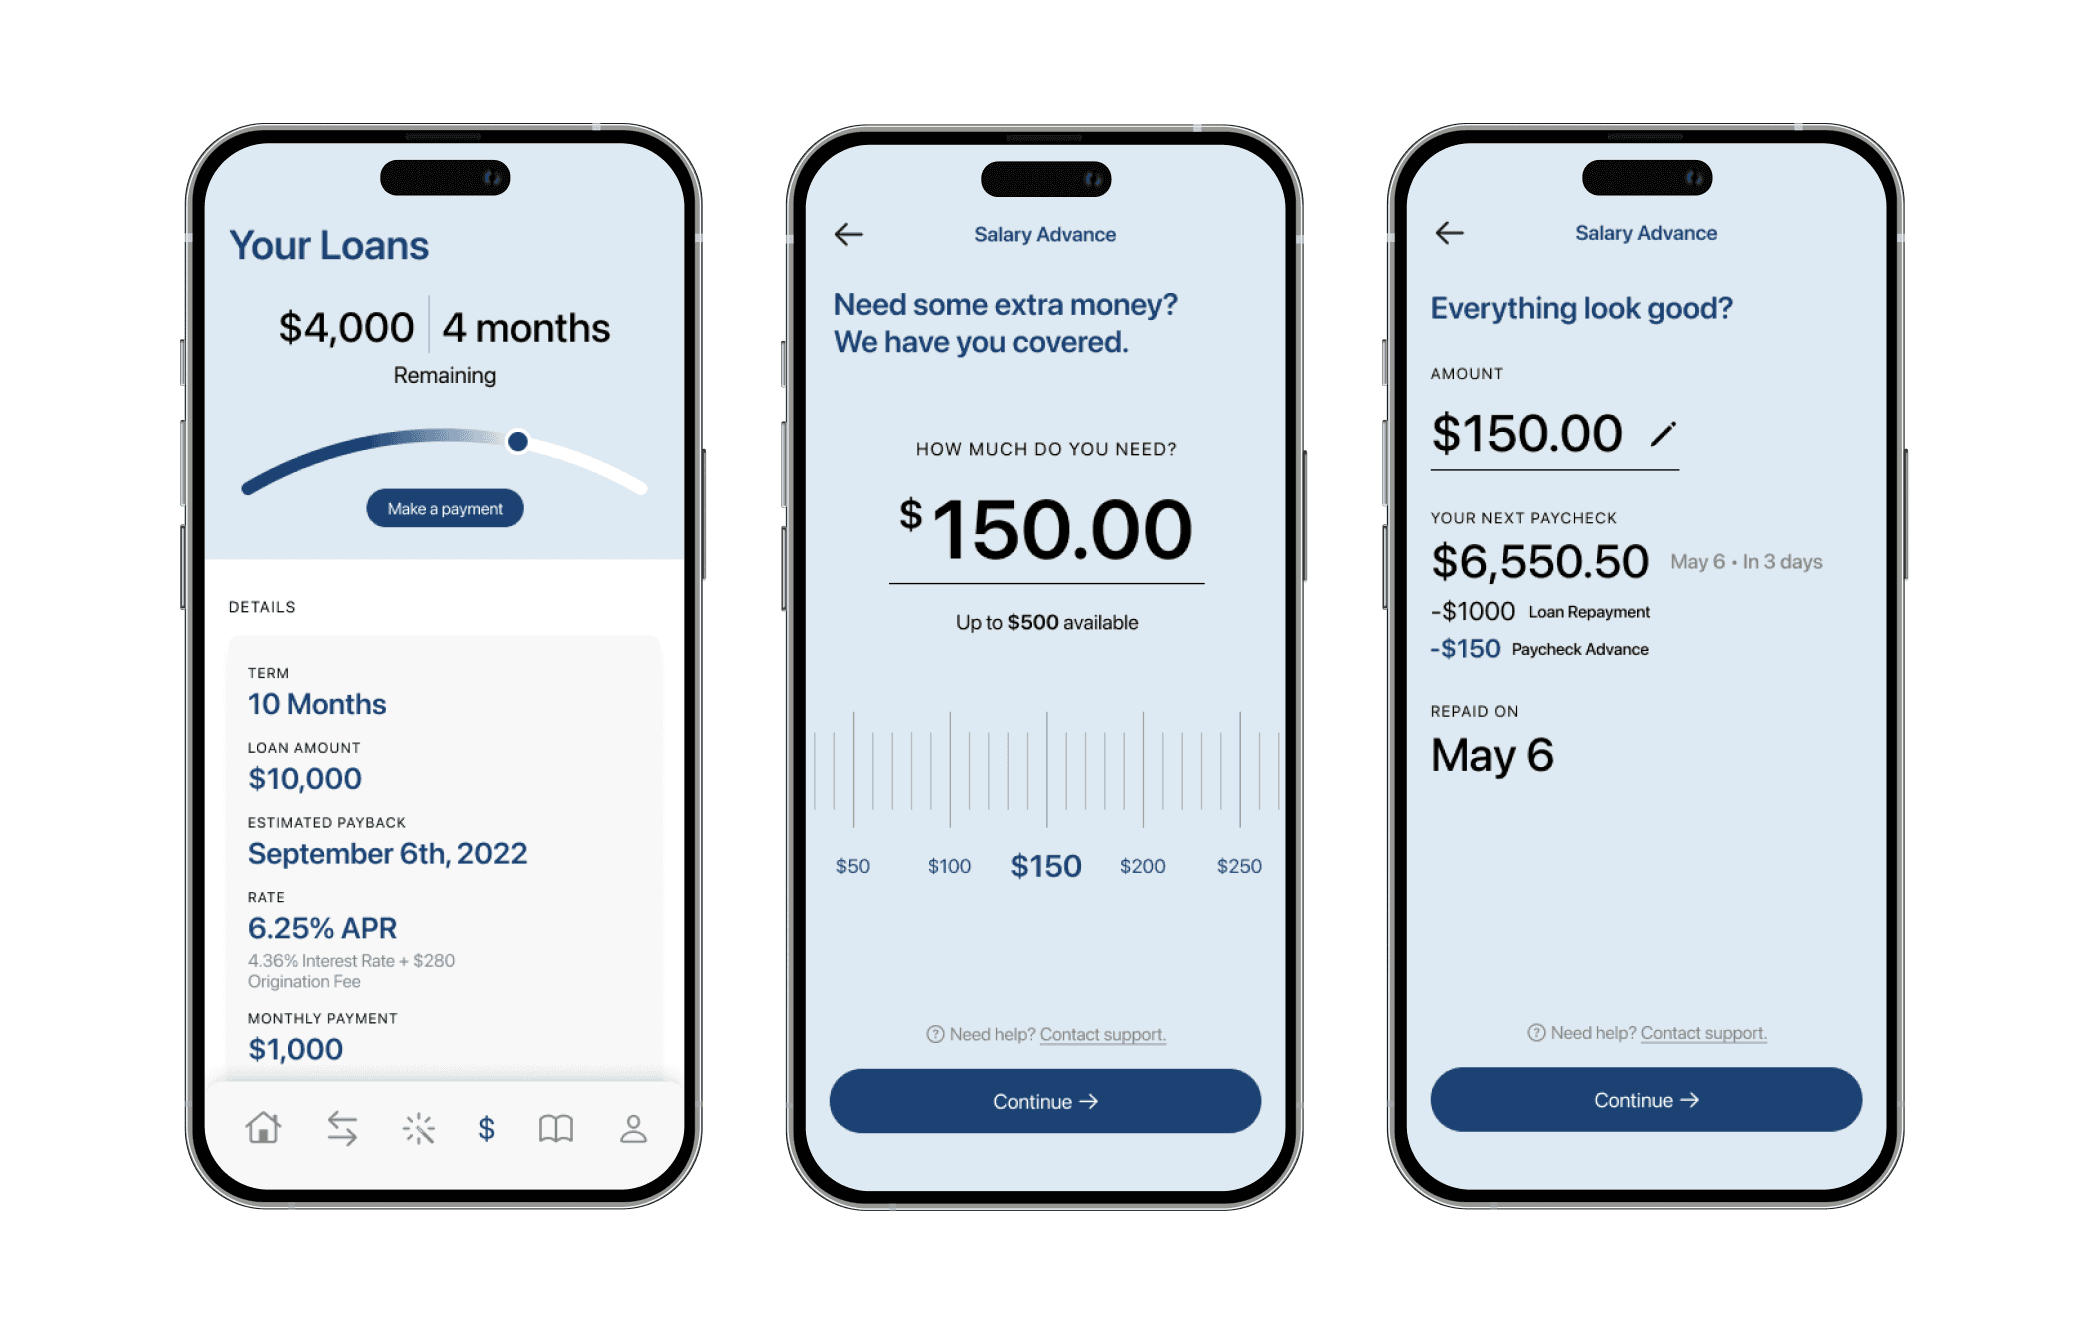 Your Loans
$4,000 4 months
Remaining
Make a payment
DETAILS
TERM
10 Months
LOAN AMOUNT
$10,000
ESTIMATED PAYBACK
September 6th, 2022
RATE
6.25% APR
4.36% Interest Rate + $280
Origination Fee
MONTHLY PAYMENT
$1,000
$
Salary Advance
Need some extra money?
We have you covered.
HOW MUCH DO YOU NEED?
$150.00
Up to $500 available
$50 $100 $150 $200 $250
? Need help? Contact support.
Continue →
Salary Advance
Everything look good?
AMOUNT
$150.00
YOUR NEXT PAYCHECK
$6,550.50 May 6 • In 3 days
-$1000 Loan Repayment
-$150 Paycheck Advance
REPAID ON
May 6
? Need help? Contact support.
Continue →